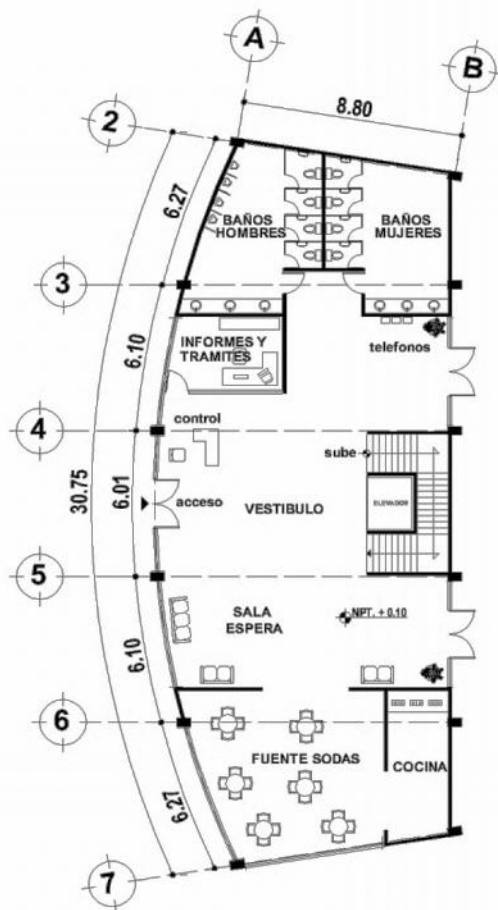 A
B
2
8.80
6.27
BAÑOS
HOMBRES
BAÑOS
MUJERES
3
6.10
INFORMES Y
TRAMITES
telefonos
4
control
sube
30.75
6.01
acceso
VESTIBULO
ELEVADOR
5
SALA
ESPERA
NPT. + 0.10
6.10
6
FUENTE SODAS
COCINA
6.27
7